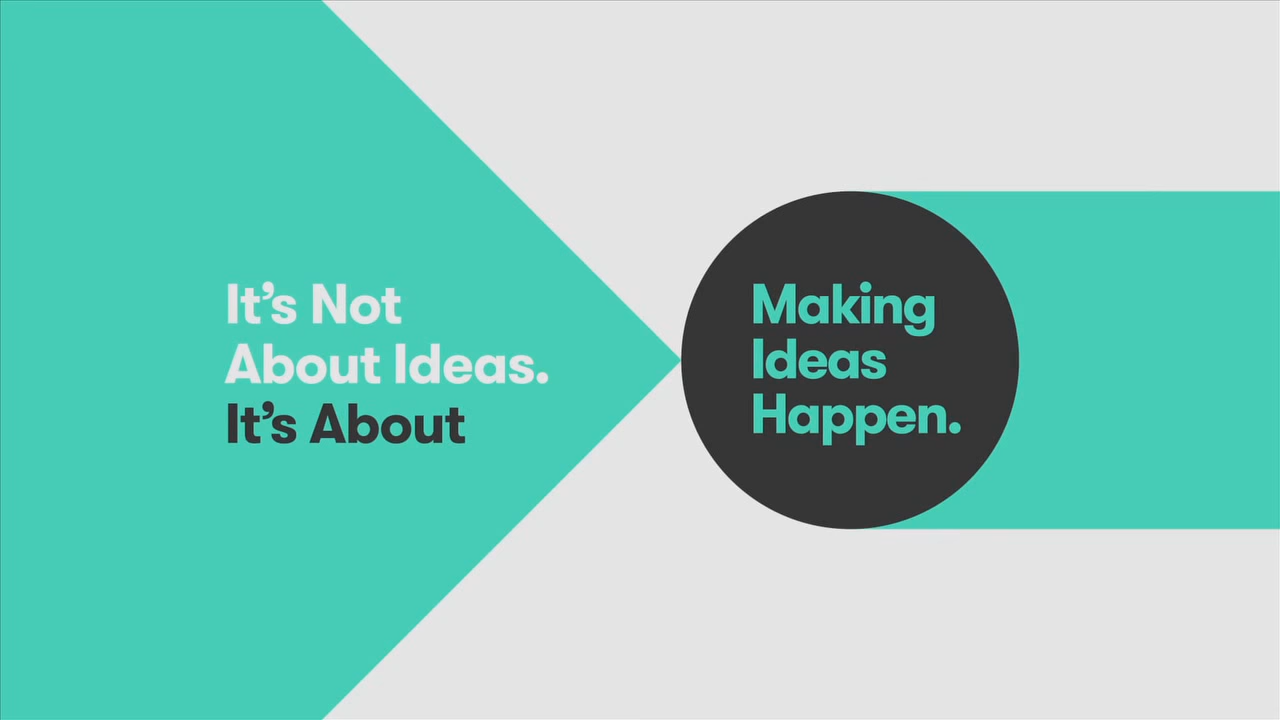 It’s Not
About Ideas.
It’s About
Making
Ideas
Happen.